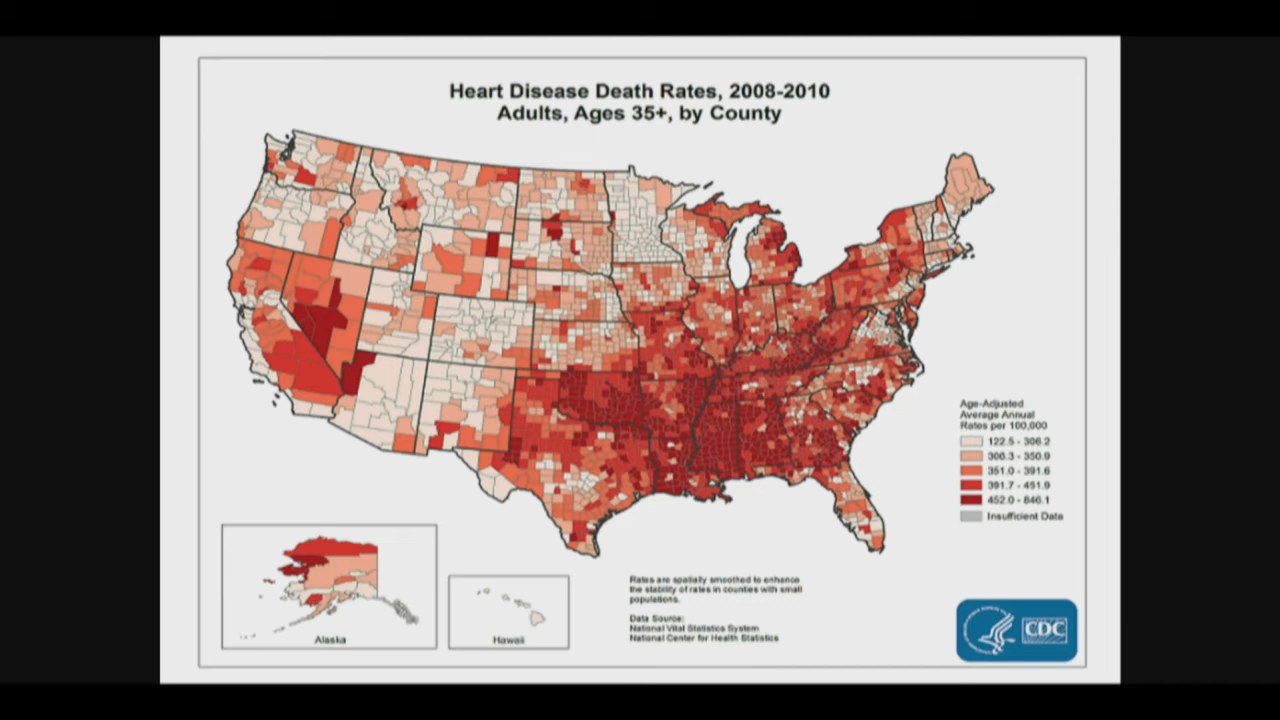 Heart Disease Death Rates, 2008-2010
Adults, Ages 35+, by County
Age-Adjusted
Average Annual
Rates per 100,000
122.5 - 306.2
306.3 - 350.9
351.0 - 391.6
391.7 - 451.9
452.0 - 846.1
Insufficient Data
Rates are spatially smoothed to enhance
the stability of rates in counties with small
populations.
Data Source:
National Vital Statistics System
National Center for Health Statistics
Alaska
Hawaii
CDC